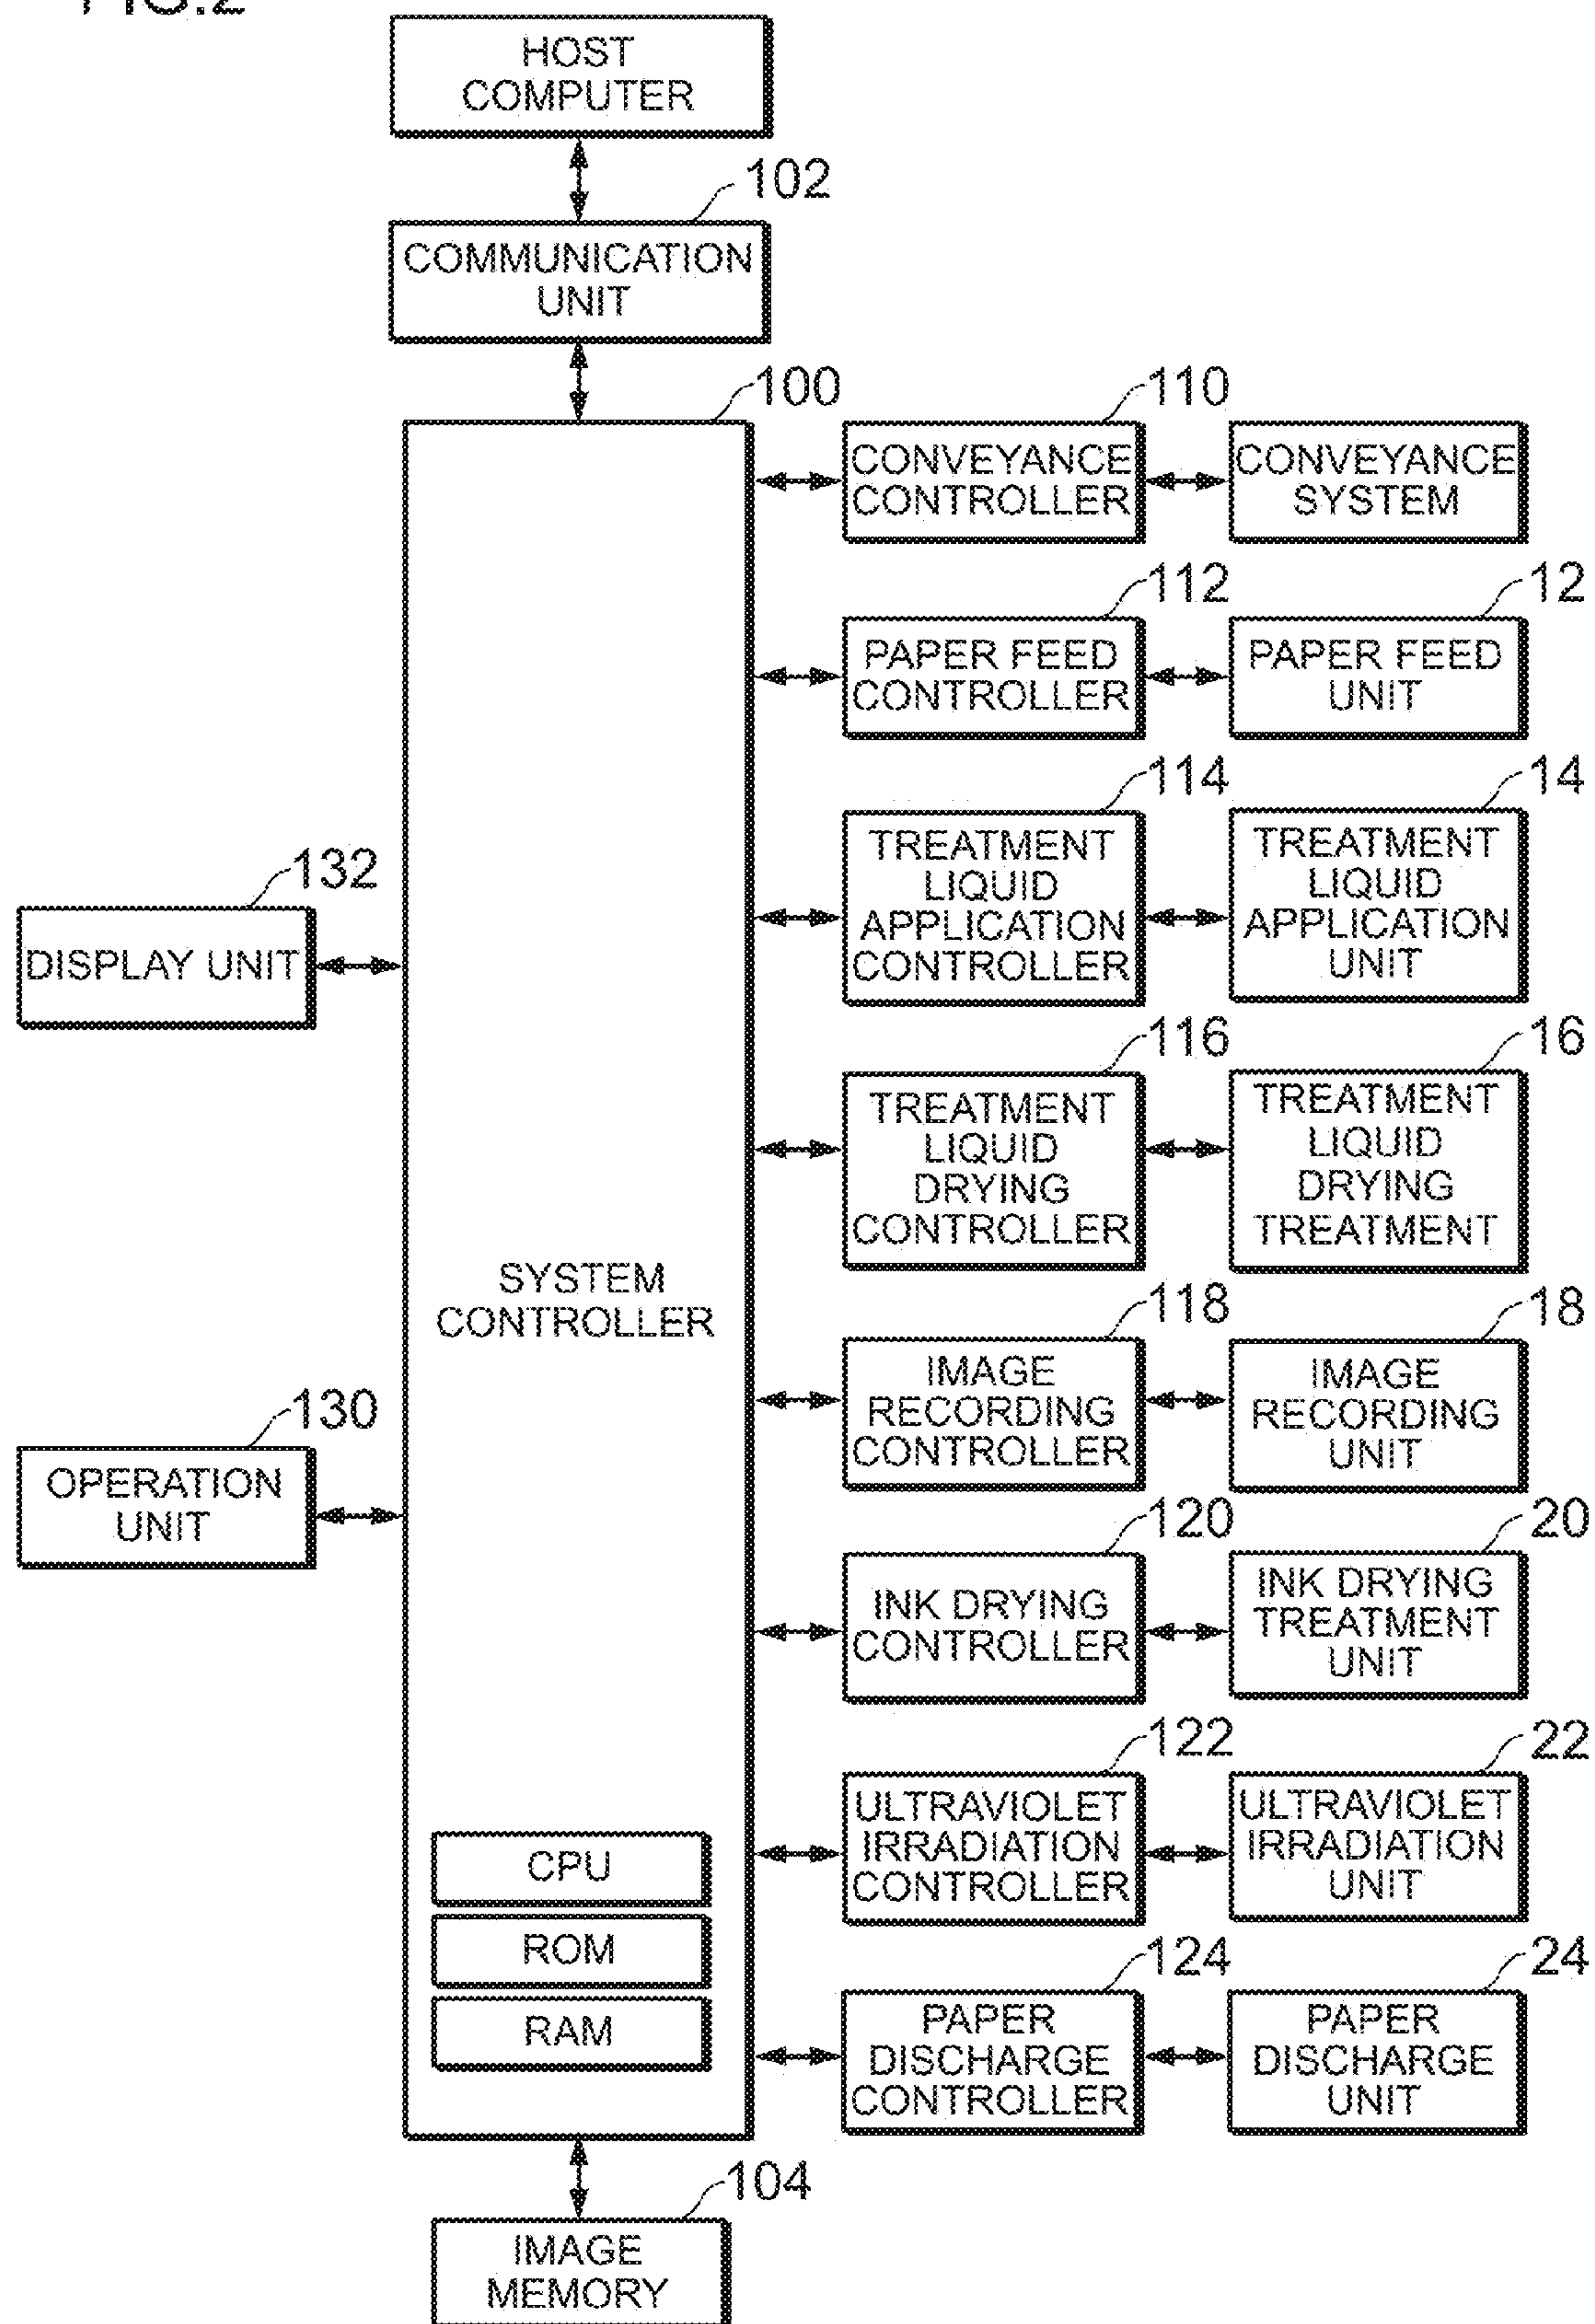 FIG.2
HOST
COMPUTER
102
COMMUNICATION
UNIT
100
110
CONVEYANCE
CONTROLLER
CONVEYANCE
SYSTEM
112
12
PAPER FEED
CONTROLLER
PAPER FEED
UNIT
114
14
TREATMENT
LIQUID
APPLICATION
CONTROLLER
TREATMENT
LIQUID
APPLICATION
UNIT
132
DISPLAY UNIT
116
16
TREATMENT
LIQUID
DRYING
CONTROLLER
TREATMENT
LIQUID
DRYING
TREATMENT
SYSTEM
CONTROLLER
118
18
IMAGE
RECORDING
CONTROLLER
IMAGE
RECORDING
UNIT
130
OPERATION
UNIT
120
20
INK DRYING
CONTROLLER
INK DRYING
TREATMENT
UNIT
122
22
ULTRAVIOLET
IRRADIATION
CONTROLLER
ULTRAVIOLET
IRRADIATION
UNIT
CPU
ROM
RAM
124
24
PAPER
DISCHARGE
CONTROLLER
PAPER
DISCHARGE
UNIT
104
IMAGE
MEMORY